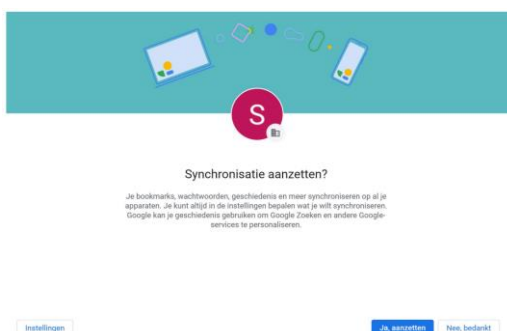 S
Synchronisatie aanzetten?
Je bookmarks, wachtwoorden, geschiedenis en meer synchroniseren op al je
apparaten. Je kunt altijd in de instellingen bepalen wat je wilt synchroniseren.
Google kan je geschiedenis gebruiken om Google Zoeken en andere Google-
services te personaliseren.
Instellingen
Ja, aanzetten
Nee, bedankt